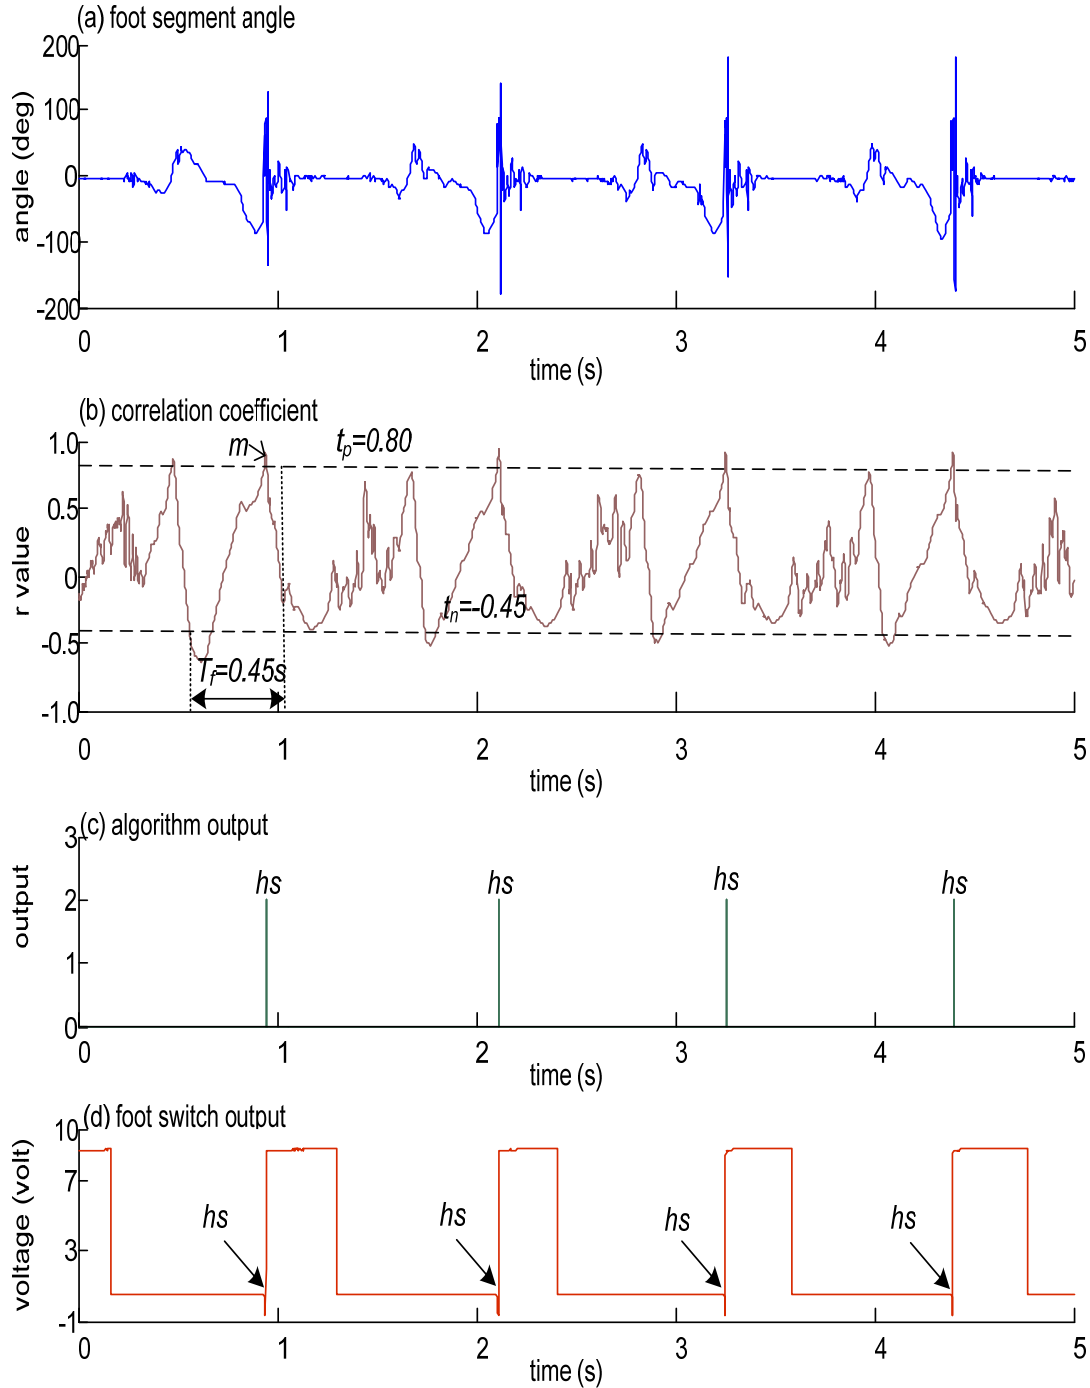 (a) foot segment angle
200
100
0
-100
-200
angle (deg)
0 1 2 3 4 5
time (s)
(b) correlation coefficient
m
tp=0.80
1.0
0.5
0
-0.5
-1.0
r value
tn=-0.45
Tf=0.45s
0 1 2 3 4 5
time (s)
(c) algorithm output
3
2
1
0
output
hs hs hs hs
0 1 2 3 4 5
time (s)
(d) foot switch output
10
7
3
-1
voltage (volt)
hs hs hs hs
0 1 2 3 4 5
time (s)